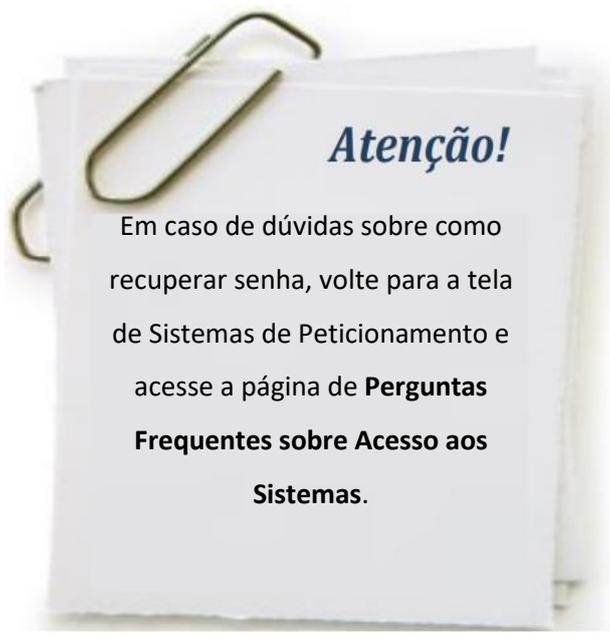 Atenção!
Em caso de dúvidas sobre como
recuperar senha, volte para a tela
de Sistemas de Peticionamento e
acesse a página de Perguntas
Frequentes sobre Acesso aos
Sistemas.